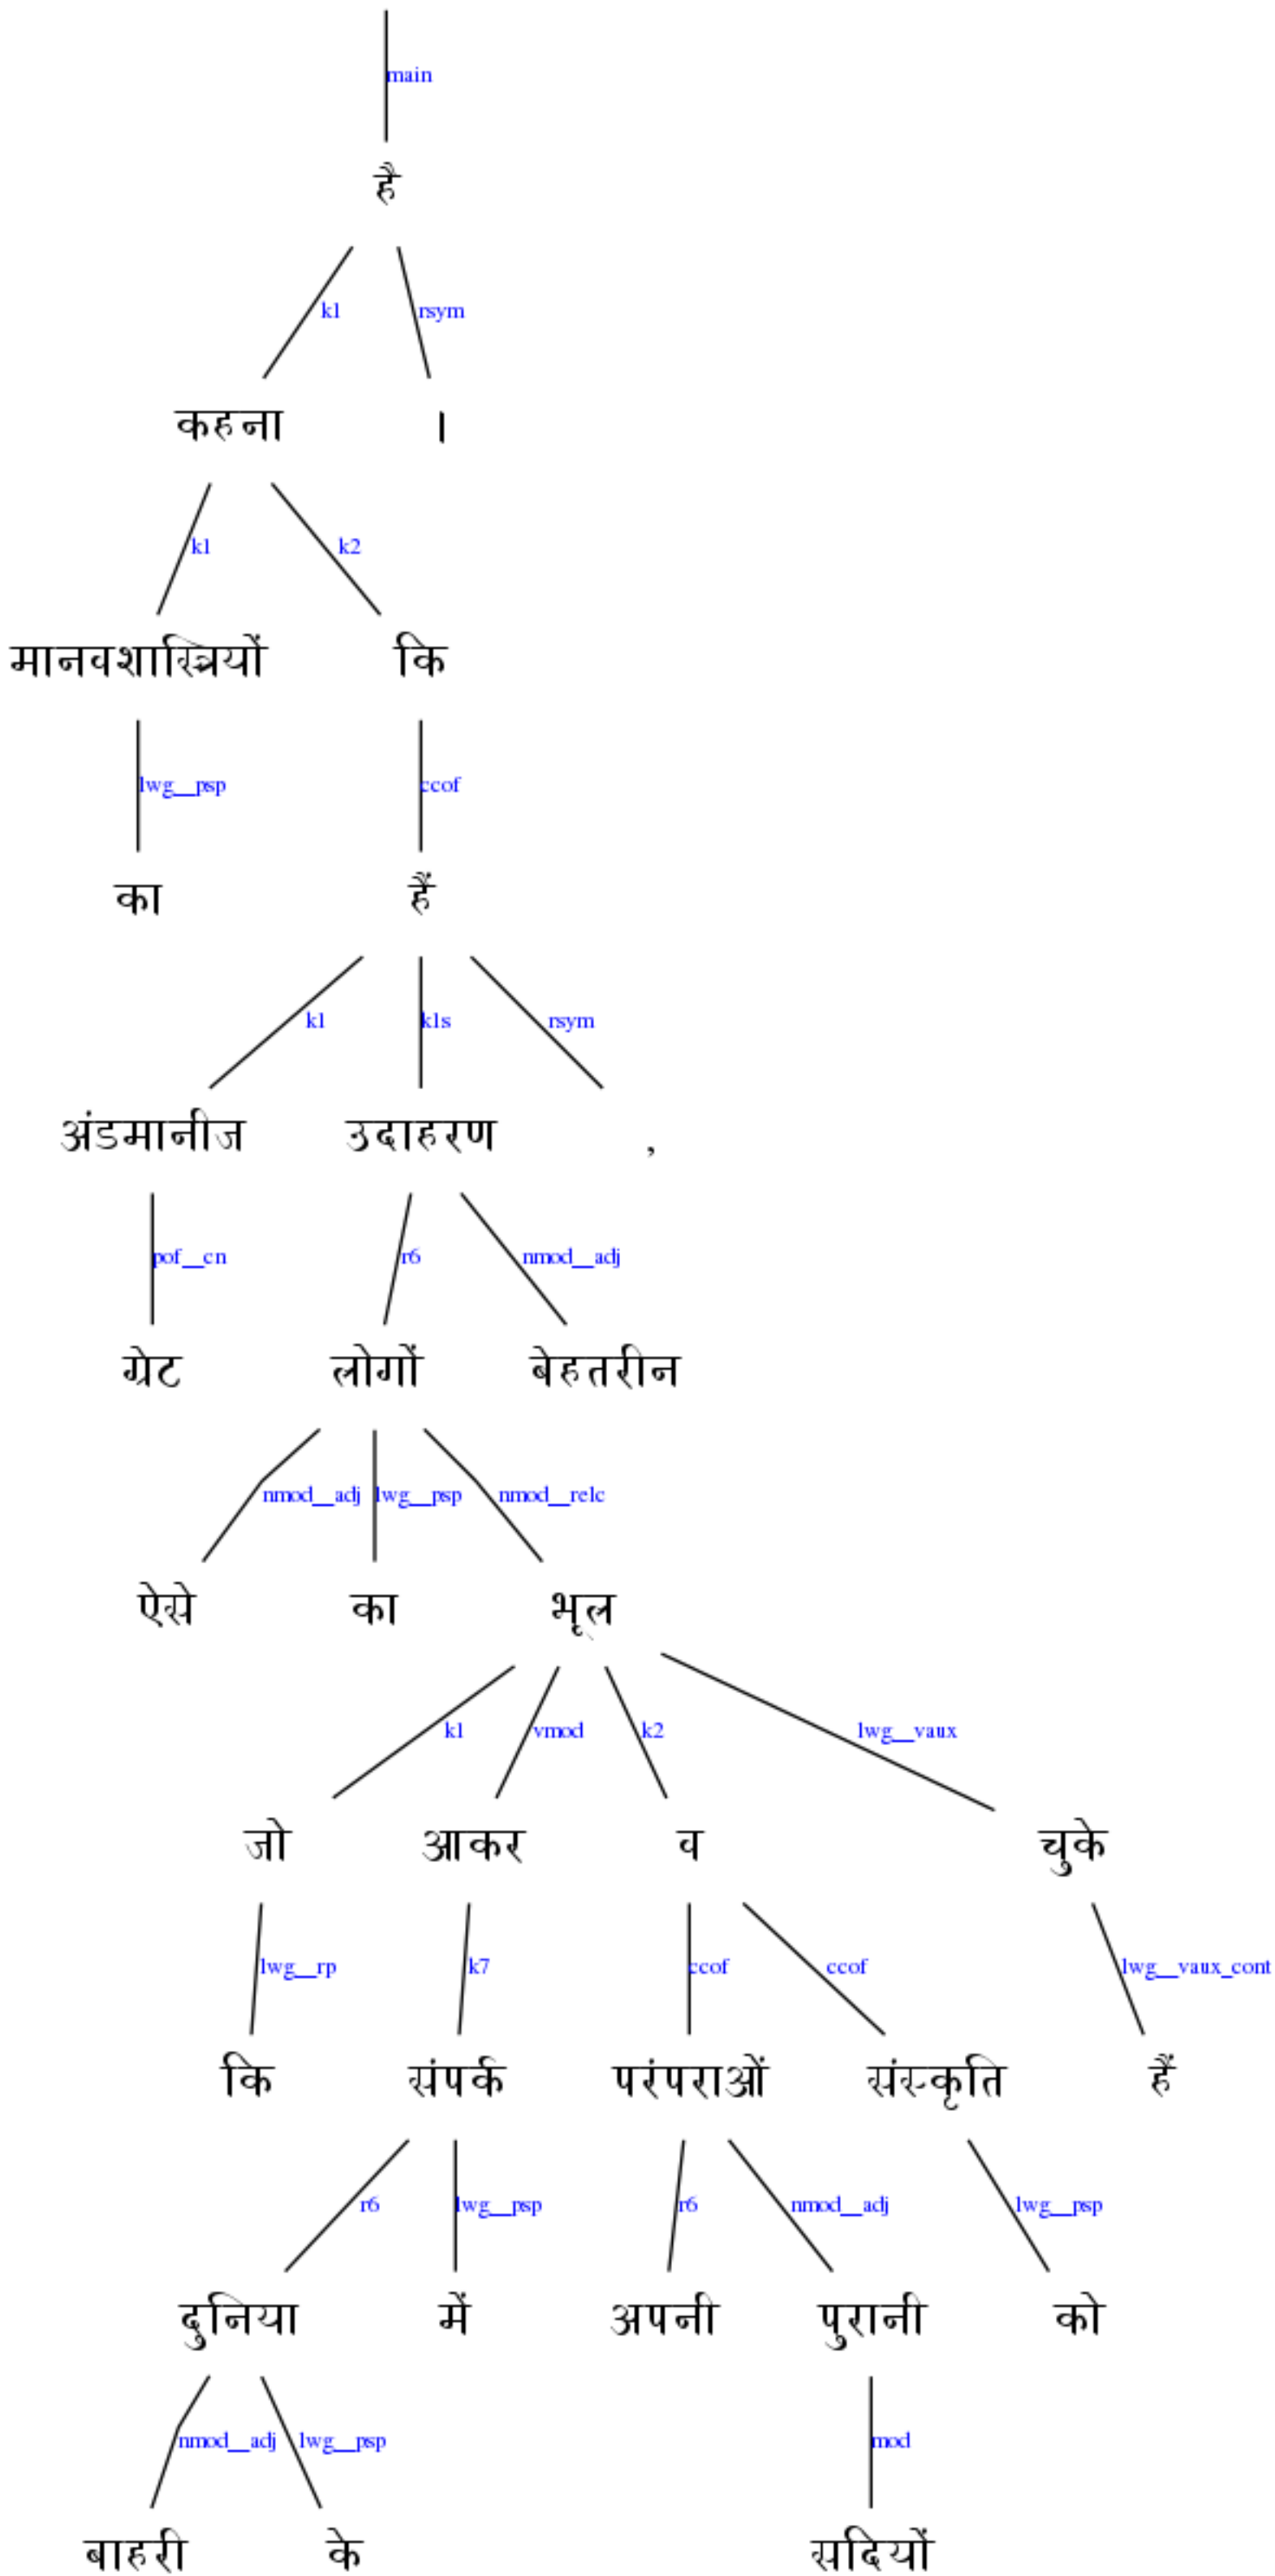 main
है
k1 rsym
कहना ।
k1 k2
मानवशास्त्रियों कि
lwg__psp ccof
का हैं
k1 k1s rsym
अंडमानीज उदाहरण ,
pof__cn r6 nmod__adj
ग्रेट लोगों बेहतरीन
nmod__adj lwg__psp nmod__relc
ऐसे का भूल
k1 vmod k2 lwg__vaux
जो आकर व चुके
lwg__rp k7 ccof ccof lwg__vaux_cont
कि संपर्क परंपराओं संस्कृति हैं
r6 lwg__psp r6 nmod__adj lwg__psp
दुनिया में अपनी पुरानी को
nmod__adj lwg__psp mod
बाहरी के सदियों